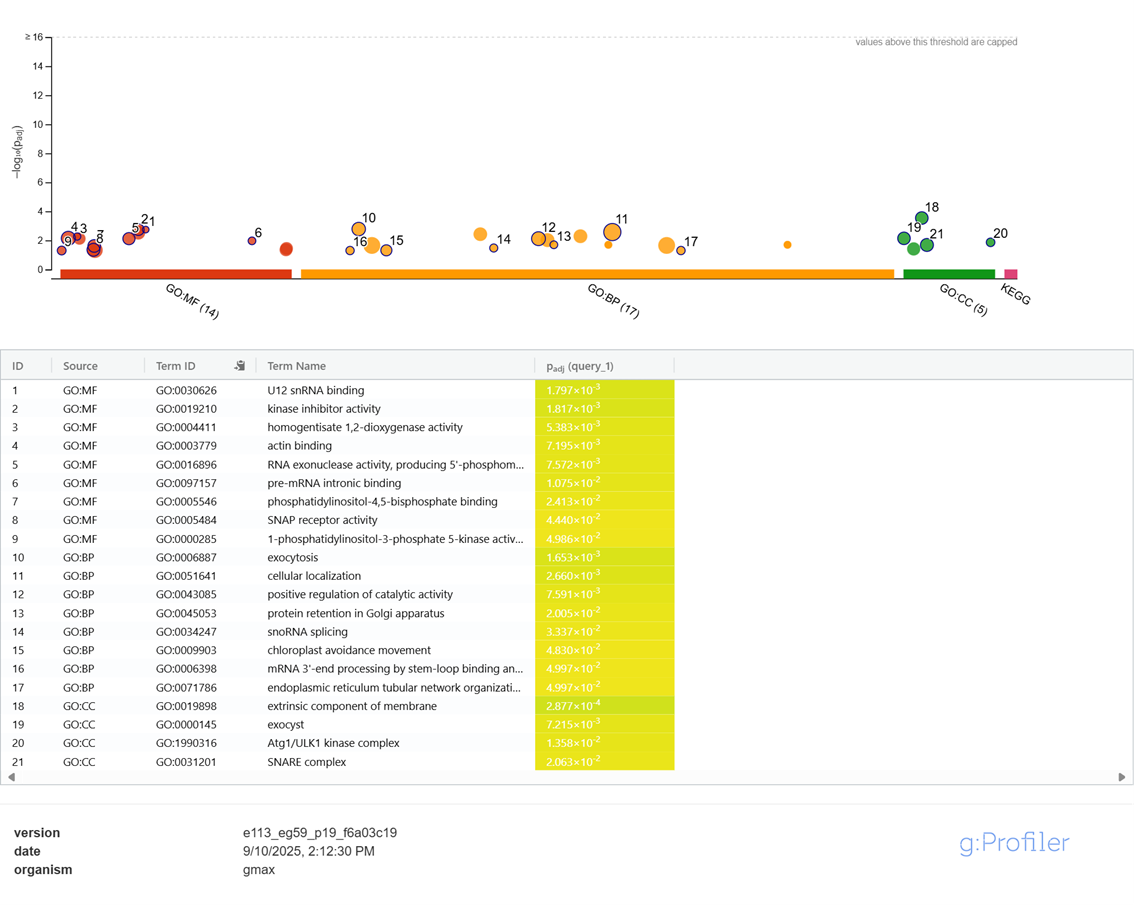 ≥ 16
values above this threshold are capped
14
12
10
8
6
4
2
0
–log₁₀(padj)
9
4
3
7
8
5
2
1
6
10
16
15
14
12
13
11
17
18
19
21
20
GO:MF (14)
GO:BP (17)
GO:CC (5)
KEGG
ID Source Term ID Term Name padj (query_1)
1 GO:MF GO:0030626 U12 snRNA binding 1.797×10⁻³
2 GO:MF GO:0019210 kinase inhibitor activity 1.817×10⁻³
3 GO:MF GO:0004411 homogentisate 1,2-dioxygenase activity 5.383×10⁻³
4 GO:MF GO:0003779 actin binding 7.195×10⁻³
5 GO:MF GO:0016896 RNA exonuclease activity, producing 5'-phosphom... 7.572×10⁻³
6 GO:MF GO:0097157 pre-mRNA intronic binding 1.075×10⁻²
7 GO:MF GO:0005546 phosphatidylinositol-4,5-bisphosphate binding 2.413×10⁻²
8 GO:MF GO:0005484 SNAP receptor activity 4.440×10⁻²
9 GO:MF GO:0000285 1-phosphatidylinositol-3-phosphate 5-kinase activ... 4.986×10⁻²
10 GO:BP GO:0006887 exocytosis 1.653×10⁻³
11 GO:BP GO:0051641 cellular localization 2.660×10⁻³
12 GO:BP GO:0043085 positive regulation of catalytic activity 7.591×10⁻³
13 GO:BP GO:0045053 protein retention in Golgi apparatus 2.005×10⁻²
14 GO:BP GO:0034247 snoRNA splicing 3.337×10⁻²
15 GO:BP GO:0009903 chloroplast avoidance movement 4.830×10⁻²
16 GO:BP GO:0006398 mRNA 3'-end processing by stem-loop binding an... 4.997×10⁻²
17 GO:BP GO:0071786 endoplasmic reticulum tubular network organizati... 4.997×10⁻²
18 GO:CC GO:0019898 extrinsic component of membrane 2.877×10⁻⁴
19 GO:CC GO:0000145 exocyst 7.215×10⁻³
20 GO:CC GO:1990316 Atg1/ULK1 kinase complex 1.358×10⁻²
21 GO:CC GO:0031201 SNARE complex 2.063×10⁻²
version e113_eg59_p19_f6a03c19
date 9/10/2025, 2:12:30 PM
organism gmax
g:Profiler